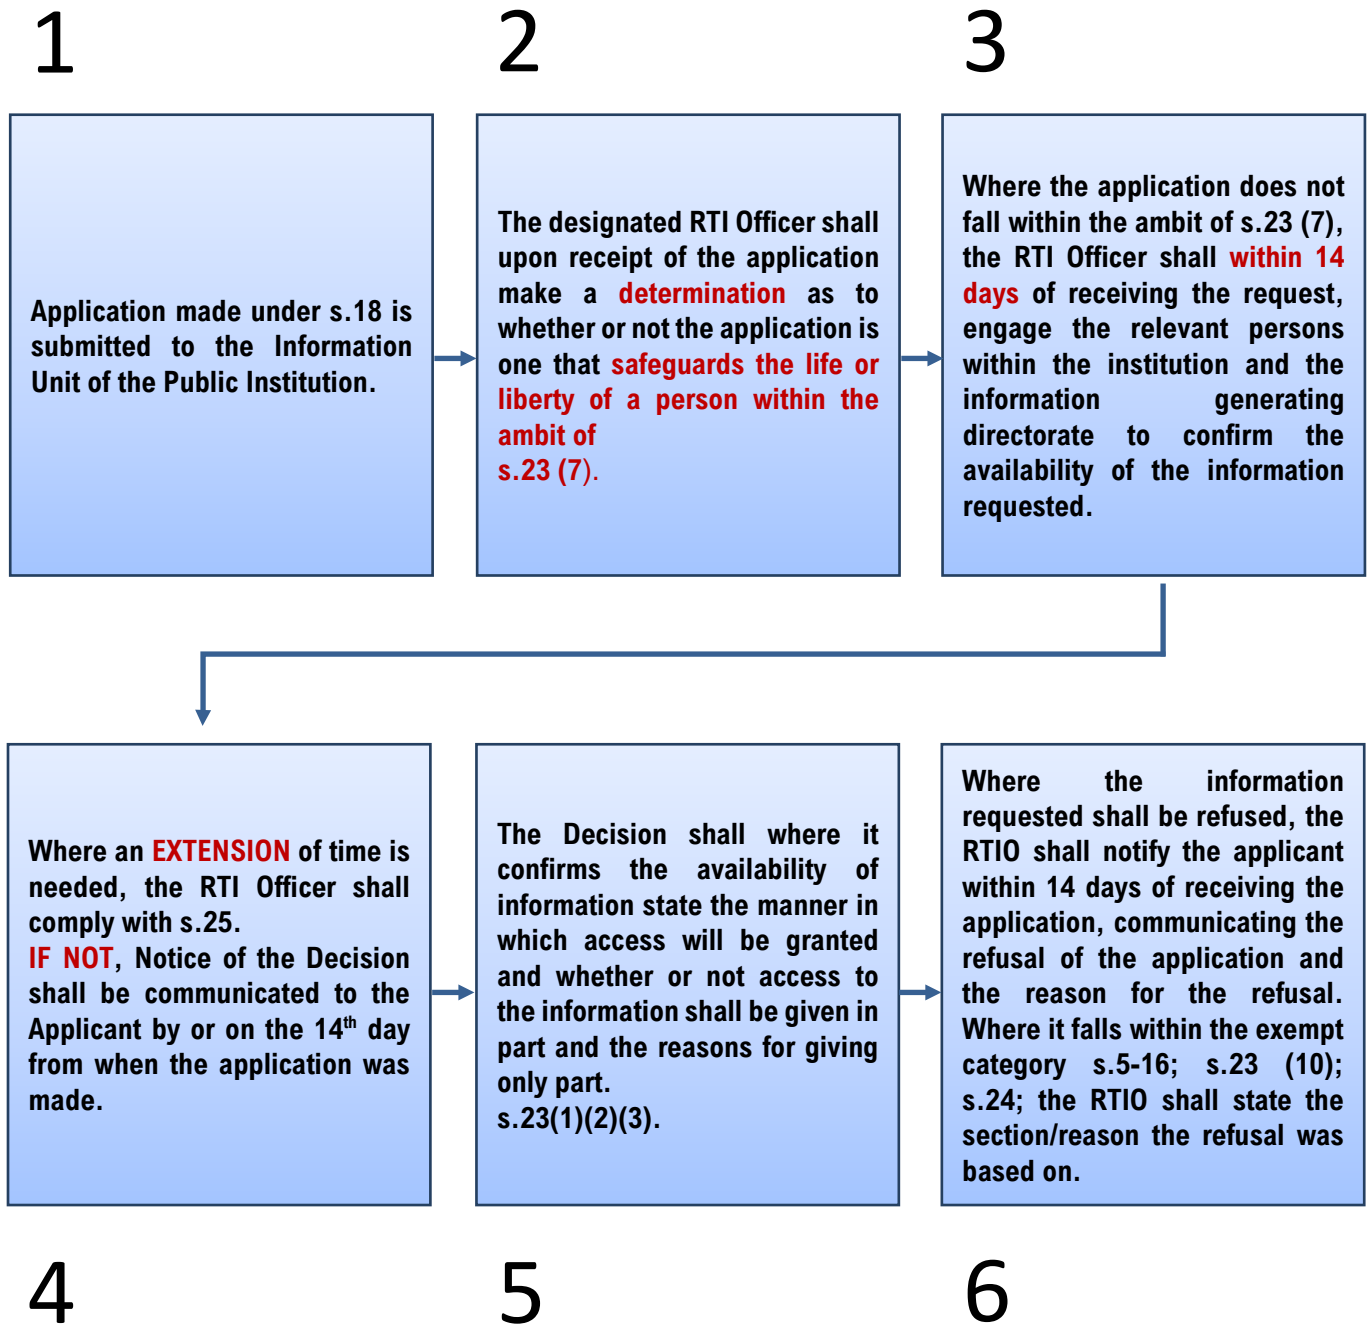 1
2
3
Application made under s.18 is
submitted to the Information
Unit of the Public Institution.
The designated RTI Officer shall
upon receipt of the application
make a determination as to
whether or not the application is
one that safeguards the life or
liberty of a person within the
ambit of
s.23 (7).
Where the application does not
fall within the ambit of s.23 (7),
the RTI Officer shall within 14
days of receiving the request,
engage the relevant persons
within the institution and the
information generating
directorate to confirm the
availability of the information
requested.
Where an EXTENSION of time is
needed, the RTI Officer shall
comply with s.25.
IF NOT, Notice of the Decision
shall be communicated to the
Applicant by or on the 14th day
from when the application was
made.
The Decision shall where it
confirms the availability of
information state the manner in
which access will be granted
and whether or not access to
the information shall be given in
part and the reasons for giving
only part.
s.23(1)(2)(3).
Where the information
requested shall be refused, the
RTIO shall notify the applicant
within 14 days of receiving the
application, communicating the
refusal of the application and
the reason for the refusal.
Where it falls within the exempt
category s.5-16; s.23 (10);
s.24; the RTIO shall state the
section/reason the refusal was
based on.
4
5
6